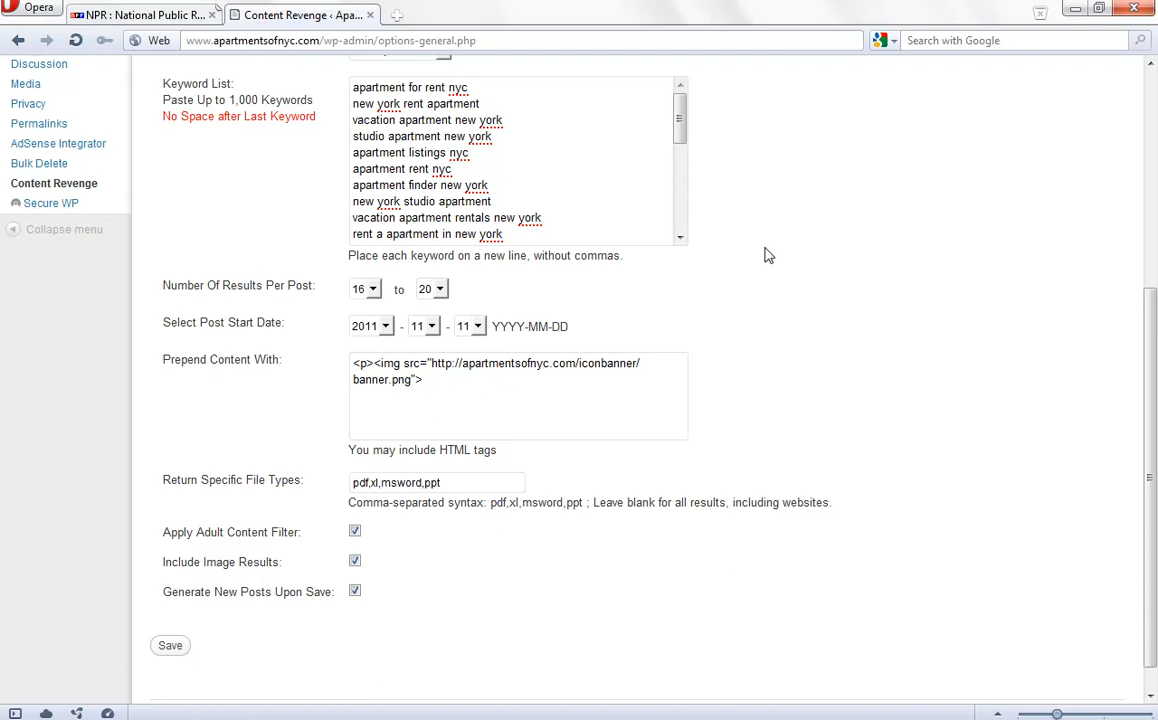 Opera
NPR : National Public R...
Content Revenge ‹ Apa...
Web
www.apartmentsofnyc.com/wp-admin/options-general.php
Search with Google
Discussion
Media
Privacy
Permalinks
AdSense Integrator
Bulk Delete
Content Revenge
Secure WP
Collapse menu
Keyword List:
Paste Up to 1,000 Keywords
No Space after Last Keyword
apartment for rent nyc
new york rent apartment
vacation apartment new york
studio apartment new york
apartment listings nyc
apartment rent nyc
apartment finder new york
new york studio apartment
vacation apartment rentals new york
rent a apartment in new york
Place each keyword on a new line, without commas.
Number Of Results Per Post:
16 to 20
Select Post Start Date:
2011 - 11 - 11 YYYY-MM-DD
Prepend Content With:
<p><img src="http://apartmentsofnyc.com/iconbanner/
banner.png">
You may include HTML tags
Return Specific File Types:
pdf,xl,msword,ppt
Comma-separated syntax: pdf,xl,msword,ppt ; Leave blank for all results, including websites.
Apply Adult Content Filter:
Include Image Results:
Generate New Posts Upon Save:
Save